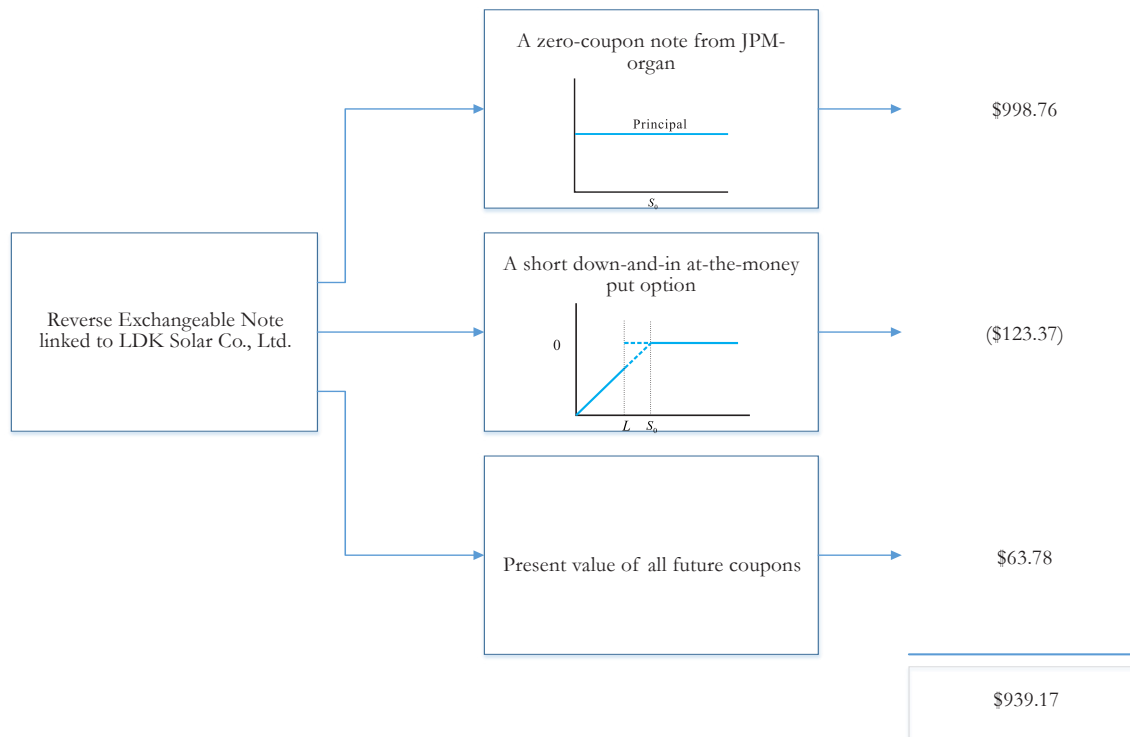 A zero-coupon note from JPM-
organ
Principal
S₀
$998.76
Reverse Exchangeable Note
linked to LDK Solar Co., Ltd.
A short down-and-in at-the-money
put option
0
L S₀
($123.37)
Present value of all future coupons
$63.78
$939.17